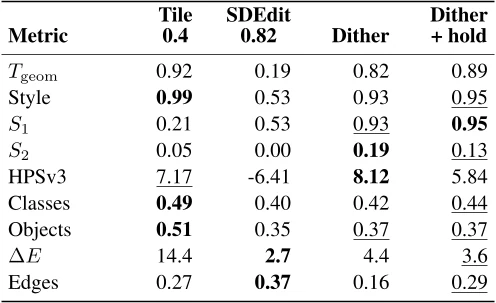 Tile SDEdit Dither
Metric 0.4 0.82 Dither + hold
T_geom 0.92 0.19 0.82 0.89
Style 0.99 0.53 0.93 0.95
S_1 0.21 0.53 0.93 0.95
S_2 0.05 0.00 0.19 0.13
HPSv3 7.17 -6.41 8.12 5.84
Classes 0.49 0.40 0.42 0.44
Objects 0.51 0.35 0.37 0.37
ΔE 14.4 2.7 4.4 3.6
Edges 0.27 0.37 0.16 0.29